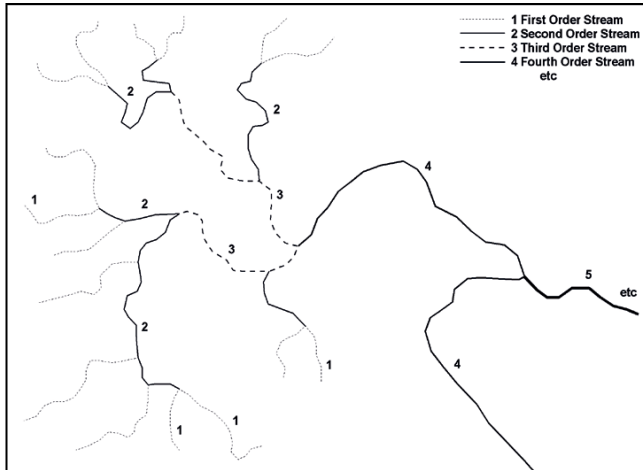 1 First Order Stream
2 Second Order Stream
3 Third Order Stream
4 Fourth Order Stream
etc
2
2
4
1
3
2
3
5
etc
2
4
1
1
1